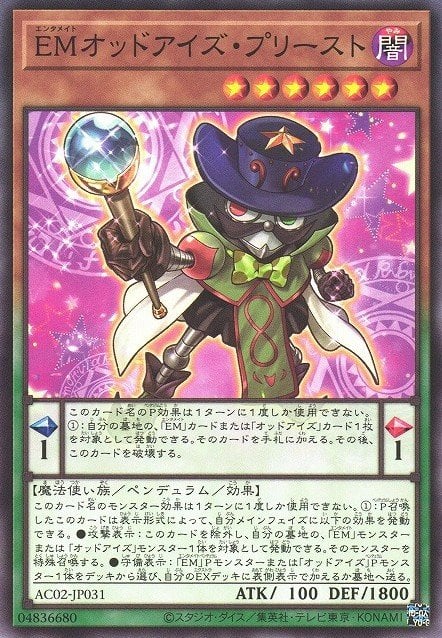 エンタメイト
EMオッドアイズ・プリースト
やみ
闇
このカード名のP効果は1ターンに1度しか使用できない。
①:自分の墓地の、「EM」カードまたは「オッドアイズ」カード1枚
を対象として発動できる。そのカードを手札に加える。その後、
このカードを破壊する。
1
1
【魔法使い族/ペンデュラム/効果】
このカード名のモンスター効果は1ターンに1度しか使用できない。①:P召喚
したこのカードは表示形式によって、自分メインフェイズに以下の効果を発動
できる。●攻撃表示:このカードを除外し、自分の墓地の、「EM」モンスター
または「オッドアイズ」モンスター1体を対象として発動できる。そのモンスターを
特殊召喚する。●守備表示:「EM」Pモンスターまたは「オッドアイズ」Pモン
スター1体をデッキから選び、自分のEXデッキに表側表示で加えるか墓地へ送る。
AC02-JP031
ATK/ 100 DEF/1800
04836680
©スタジオ・ダイス/集英社・テレビ東京・KONAMI